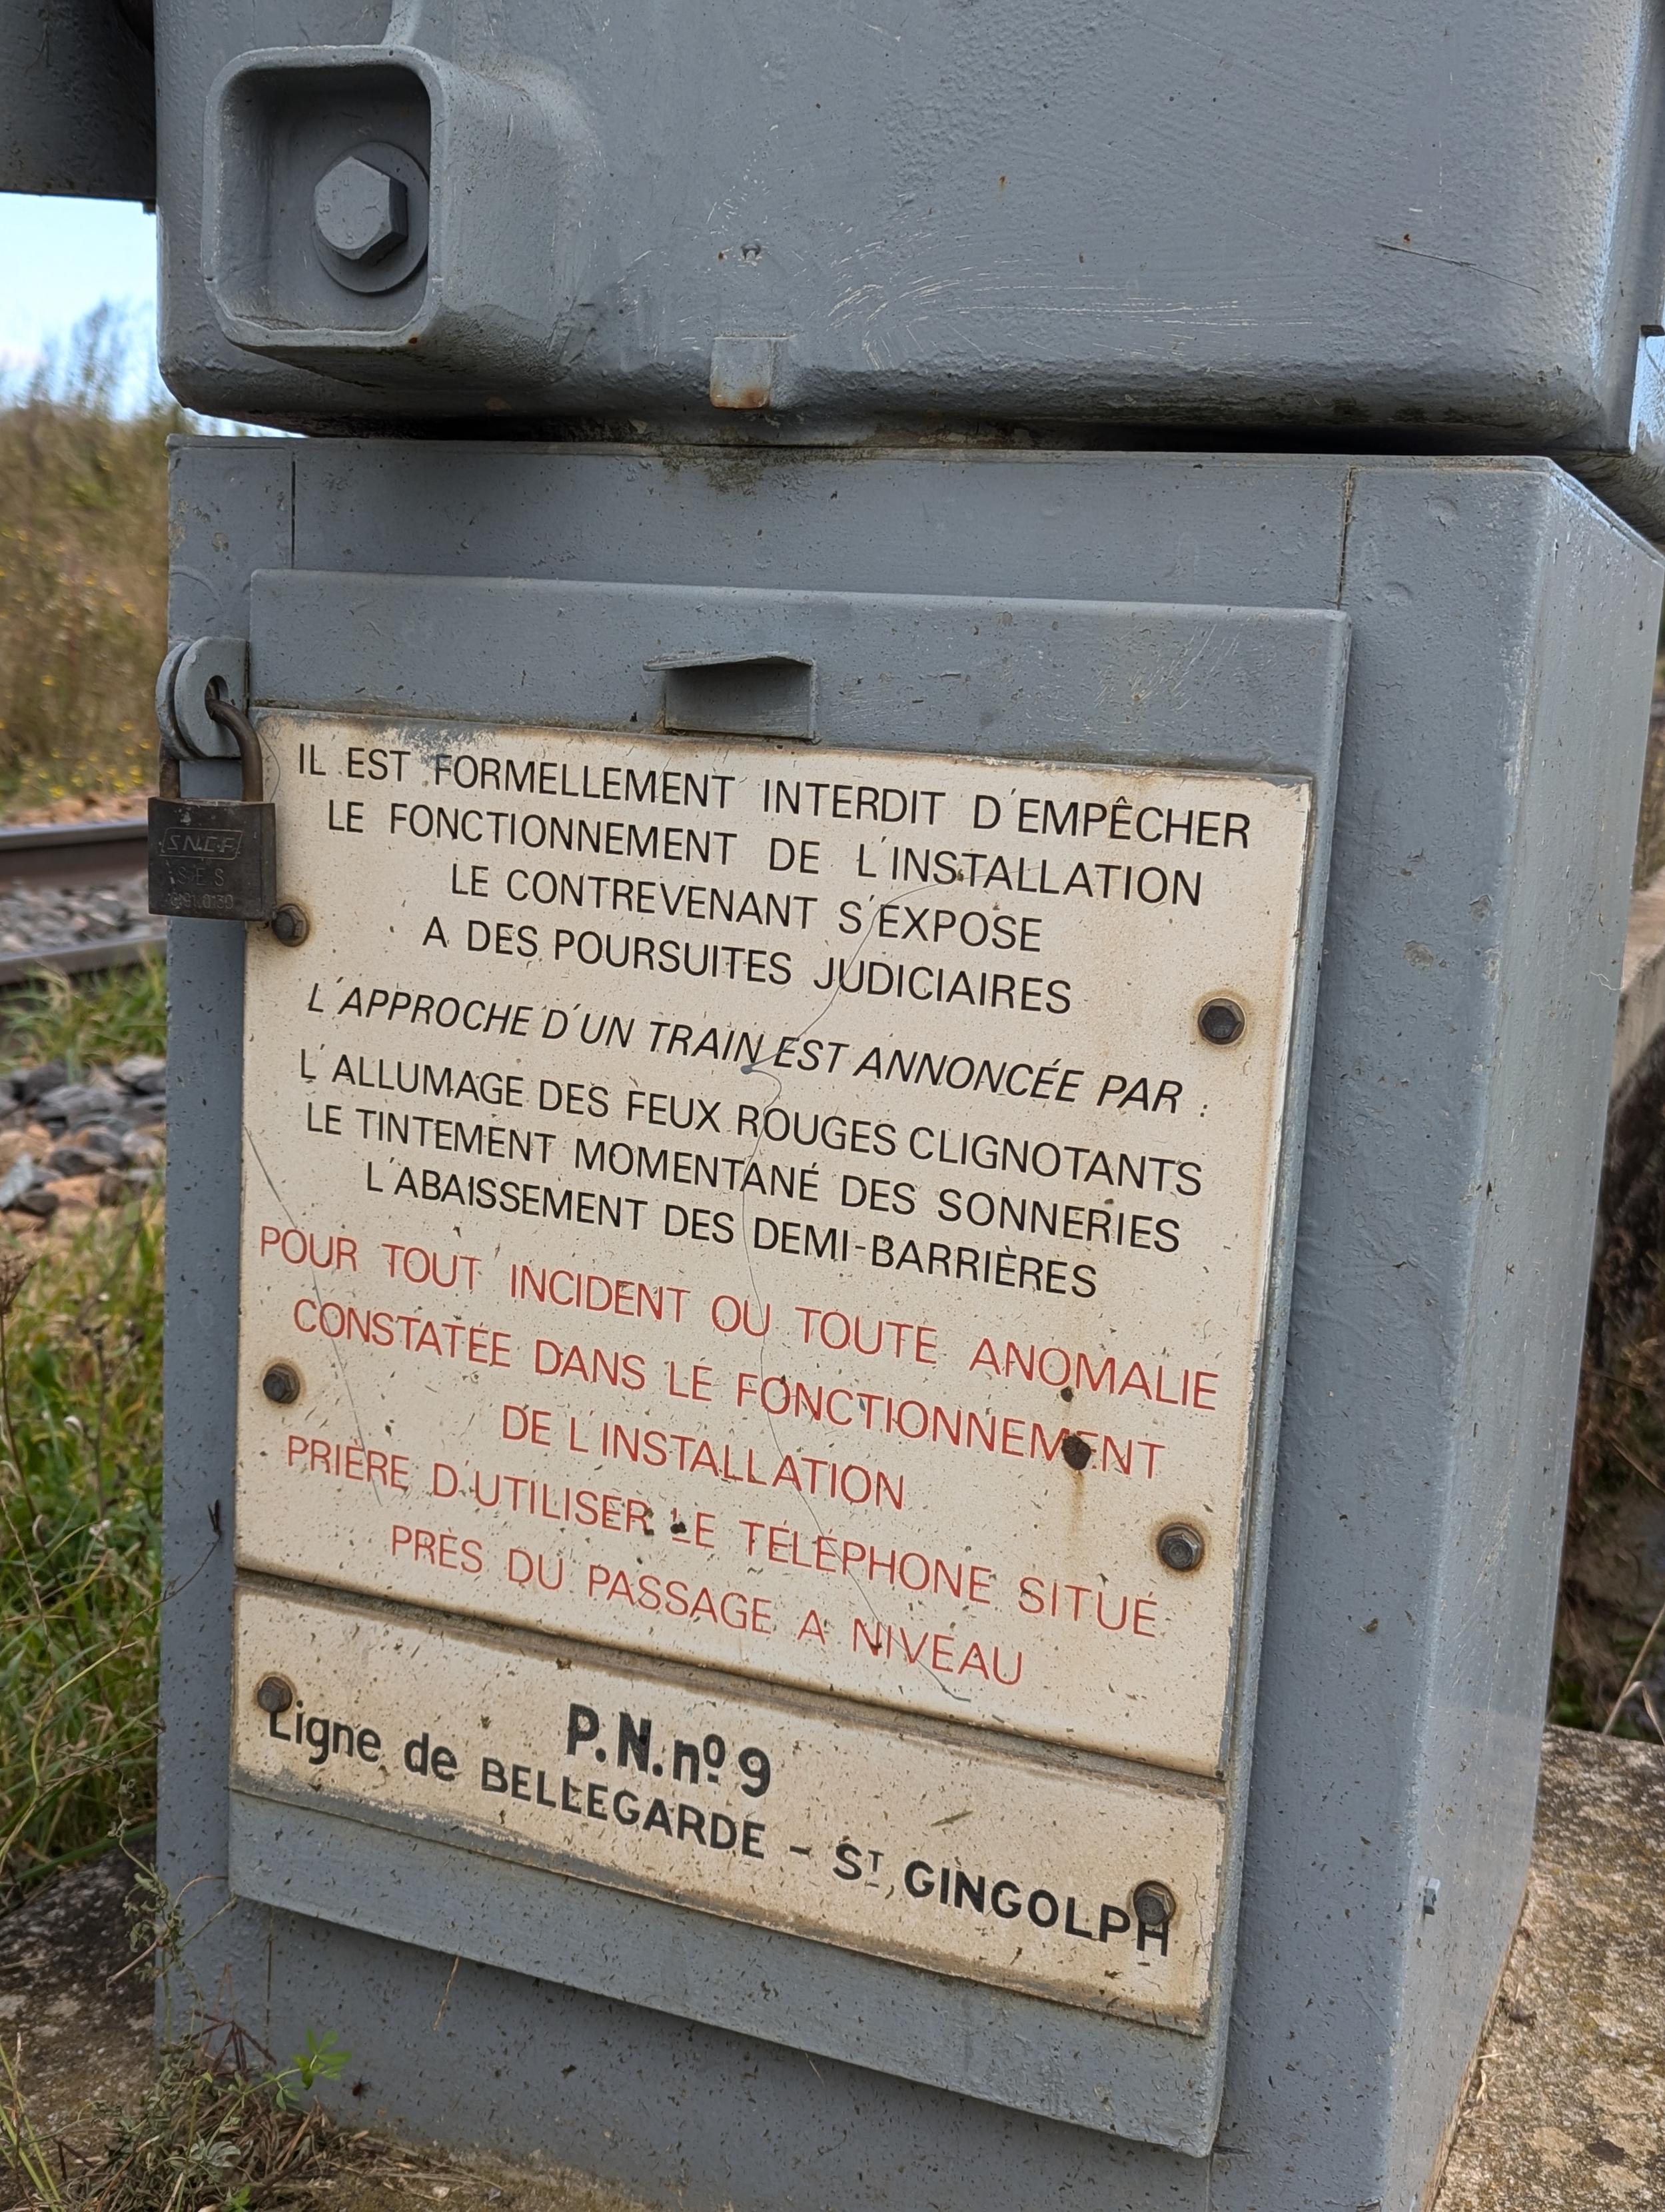 IL EST FORMELLEMENT INTERDIT D'EMPÊCHER
LE FONCTIONNEMENT DE L'INSTALLATION
LE CONTREVENANT S'EXPOSE
A DES POURSUITES JUDICIAIRES
L'APPROCHE D'UN TRAIN EST ANNONCÉE PAR :
L'ALLUMAGE DES FEUX ROUGES CLIGNOTANTS
LE TINTEMENT MOMENTANÉ DES SONNERIES
L'ABAISSEMENT DES DEMI-BARRIÈRES
POUR TOUT INCIDENT OU TOUTE ANOMALIE
CONSTATÉE DANS LE FONCTIONNEMENT
DE L'INSTALLATION
PRIÈRE D'UTILISER LE TÉLÉPHONE SITUÉ
PRÈS DU PASSAGE A NIVEAU
P.N. nº 9
Ligne de BELLEGARDE - ST GINGOLPH
S.N.C.F.
S.E.S